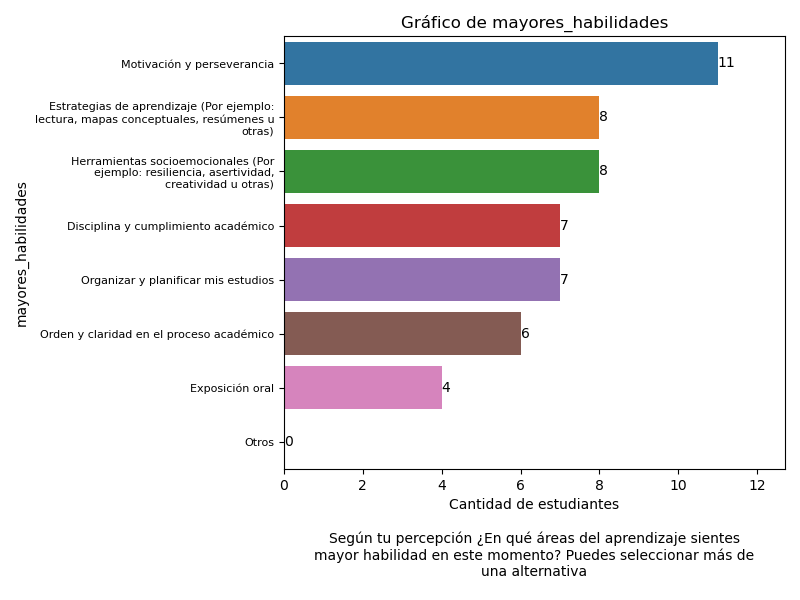 Gráfico de mayores_habilidades
mayores_habilidades
Motivación y perseverancia
11
Estrategias de aprendizaje (Por ejemplo:
lectura, mapas conceptuales, resúmenes u
otras)
8
Herramientas socioemocionales (Por
ejemplo: resiliencia, asertividad,
creatividad u otras)
8
Disciplina y cumplimiento académico
7
Organizar y planificar mis estudios
7
Orden y claridad en el proceso académico
6
Exposición oral
4
Otros
0
0 2 4 6 8 10 12
Cantidad de estudiantes
Según tu percepción ¿En qué áreas del aprendizaje sientes
mayor habilidad en este momento? Puedes seleccionar más de
una alternativa